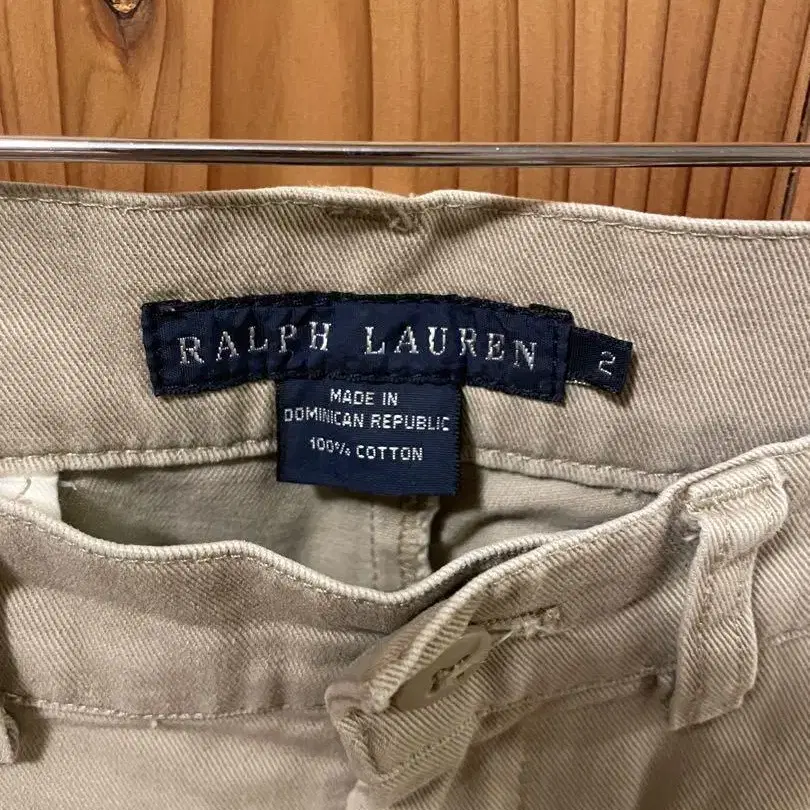 RALPH LAUREN
2
MADE IN
DOMINICAN REPUBLIC
100% COTTON